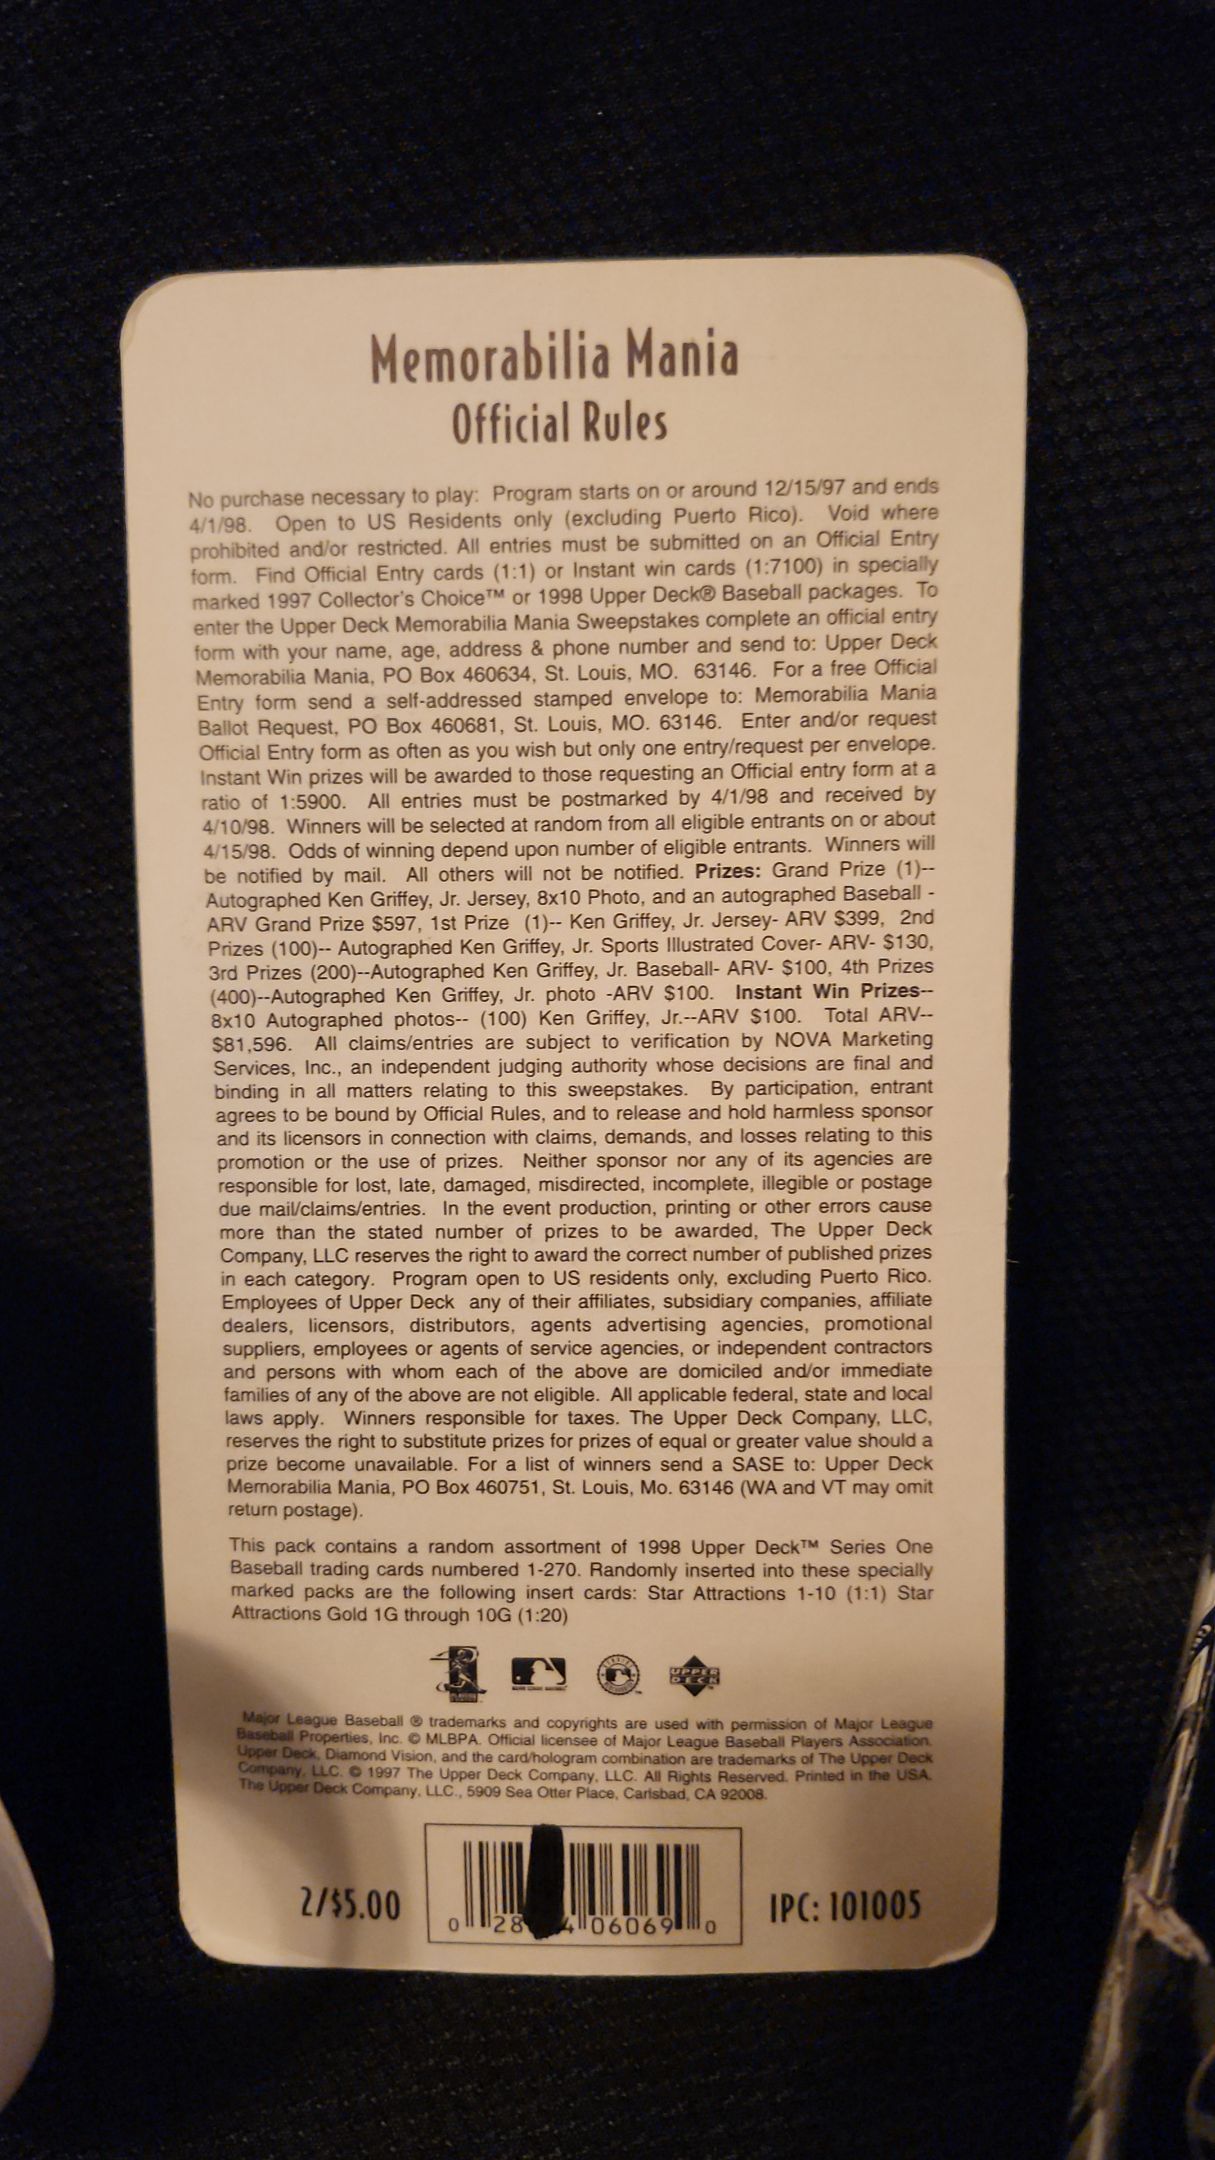 Memorabilia Mania
Official Rules
No purchase necessary to play: Program starts on or around 12/15/97 and ends
4/1/98. Open to US Residents only (excluding Puerto Rico). Void where
prohibited and/or restricted. All entries must be submitted on an Official Entry
form. Find Official Entry cards (1:1) or Instant win cards (1:7100) in specially
marked 1997 Collector's Choice™ or 1998 Upper Deck® Baseball packages. To
enter the Upper Deck Memorabilia Mania Sweepstakes complete an official entry
form with your name, age, address & phone number and send to: Upper Deck
Memorabilia Mania, PO Box 460634, St. Louis, MO. 63146. For a free Official
Entry form send a self-addressed stamped envelope to: Memorabilia Mania
Ballot Request, PO Box 460681, St. Louis, MO. 63146. Enter and/or request
Official Entry form as often as you wish but only one entry/request per envelope.
Instant Win prizes will be awarded to those requesting an Official entry form at a
ratio of 1:5900. All entries must be postmarked by 4/1/98 and received by
4/10/98. Winners will be selected at random from all eligible entrants on or about
4/15/98. Odds of winning depend upon number of eligible entrants. Winners will
be notified by mail. All others will not be notified. Prizes: Grand Prize (1)--
Autographed Ken Griffey, Jr. Jersey, 8x10 Photo, and an autographed Baseball -
ARV Grand Prize $597, 1st Prize (1)-- Ken Griffey, Jr. Jersey- ARV $399, 2nd
Prizes (100)-- Autographed Ken Griffey, Jr. Sports Illustrated Cover- ARV- $130,
3rd Prizes (200)--Autographed Ken Griffey, Jr. Baseball- ARV- $100, 4th Prizes
(400)--Autographed Ken Griffey, Jr. photo -ARV $100. Instant Win Prizes--
8x10 Autographed photos-- (100) Ken Griffey, Jr.--ARV $100. Total ARV--
$81,596. All claims/entries are subject to verification by NOVA Marketing
Services, Inc., an independent judging authority whose decisions are final and
binding in all matters relating to this sweepstakes. By participation, entrant
agrees to be bound by Official Rules, and to release and hold harmless sponsor
and its licensors in connection with claims, demands, and losses relating to this
promotion or the use of prizes. Neither sponsor nor any of its agencies are
responsible for lost, late, damaged, misdirected, incomplete, illegible or postage
due mail/claims/entries. In the event production, printing or other errors cause
more than the stated number of prizes to be awarded, The Upper Deck
Company, LLC reserves the right to award the correct number of published prizes
in each category. Program open to US residents only, excluding Puerto Rico.
Employees of Upper Deck any of their affiliates, subsidiary companies, affiliate
dealers, licensors, distributors, agents advertising agencies, promotional
suppliers, employees or agents of service agencies, or independent contractors
and persons with whom each of the above are domiciled and/or immediate
families of any of the above are not eligible. All applicable federal, state and local
laws apply. Winners responsible for taxes. The Upper Deck Company, LLC,
reserves the right to substitute prizes for prizes of equal or greater value should a
prize become unavailable. For a list of winners send a SASE to: Upper Deck
Memorabilia Mania, PO Box 460751, St. Louis, Mo. 63146 (WA and VT may omit
return postage).
This pack contains a random assortment of 1998 Upper Deck™ Series One
Baseball trading cards numbered 1-270. Randomly inserted into these specially
marked packs are the following insert cards: Star Attractions 1-10 (1:1) Star
Attractions Gold 1G through 10G (1:20)
UPPER DECK
Major League Baseball ® trademarks and copyrights are used with permission of Major League
Baseball Properties, Inc. © MLBPA. Official licensee of Major League Baseball Players Association.
Upper Deck, Diamond Vision, and the card/hologram combination are trademarks of The Upper Deck
Company, LLC. © 1997 The Upper Deck Company, LLC. All Rights Reserved. Printed in the USA.
The Upper Deck Company, LLC., 5909 Sea Otter Place, Carlsbad, CA 92008.
2/$5.00
0 28 4 06069 0
IPC: 101005